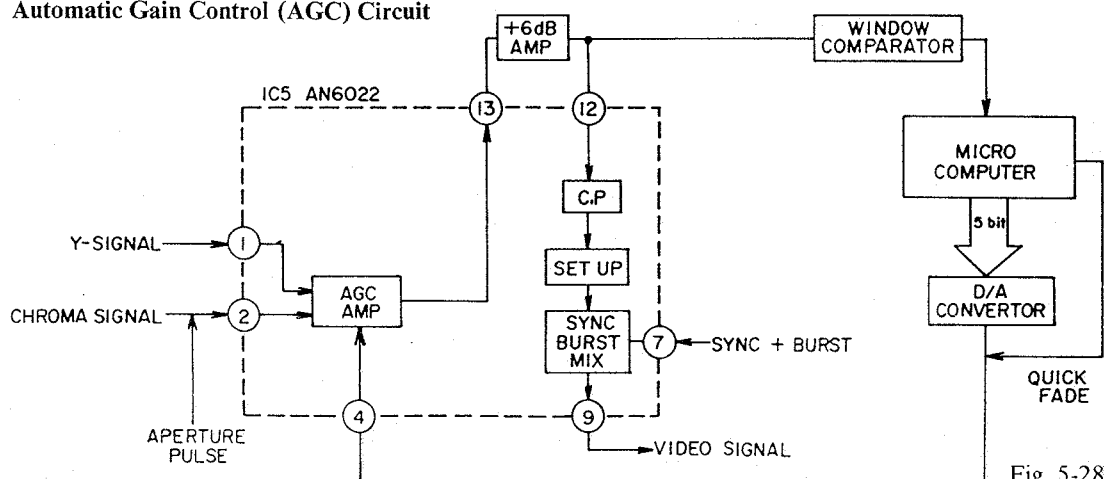 Automatic Gain Control (AGC) Circuit
+6dB
AMP
WINDOW
COMPARATOR
IC5 AN6022
13
12
MICRO
COMPUTER
C.P
5 bit
Y-SIGNAL
1
SET UP
AGC
AMP
D/A
CONVERTOR
CHROMA SIGNAL
2
SYNC
BURST
MIX
7
SYNC + BURST
QUICK
FADE
4
9
APERTURE
PULSE
VIDEO SIGNAL
Fig. 5-28